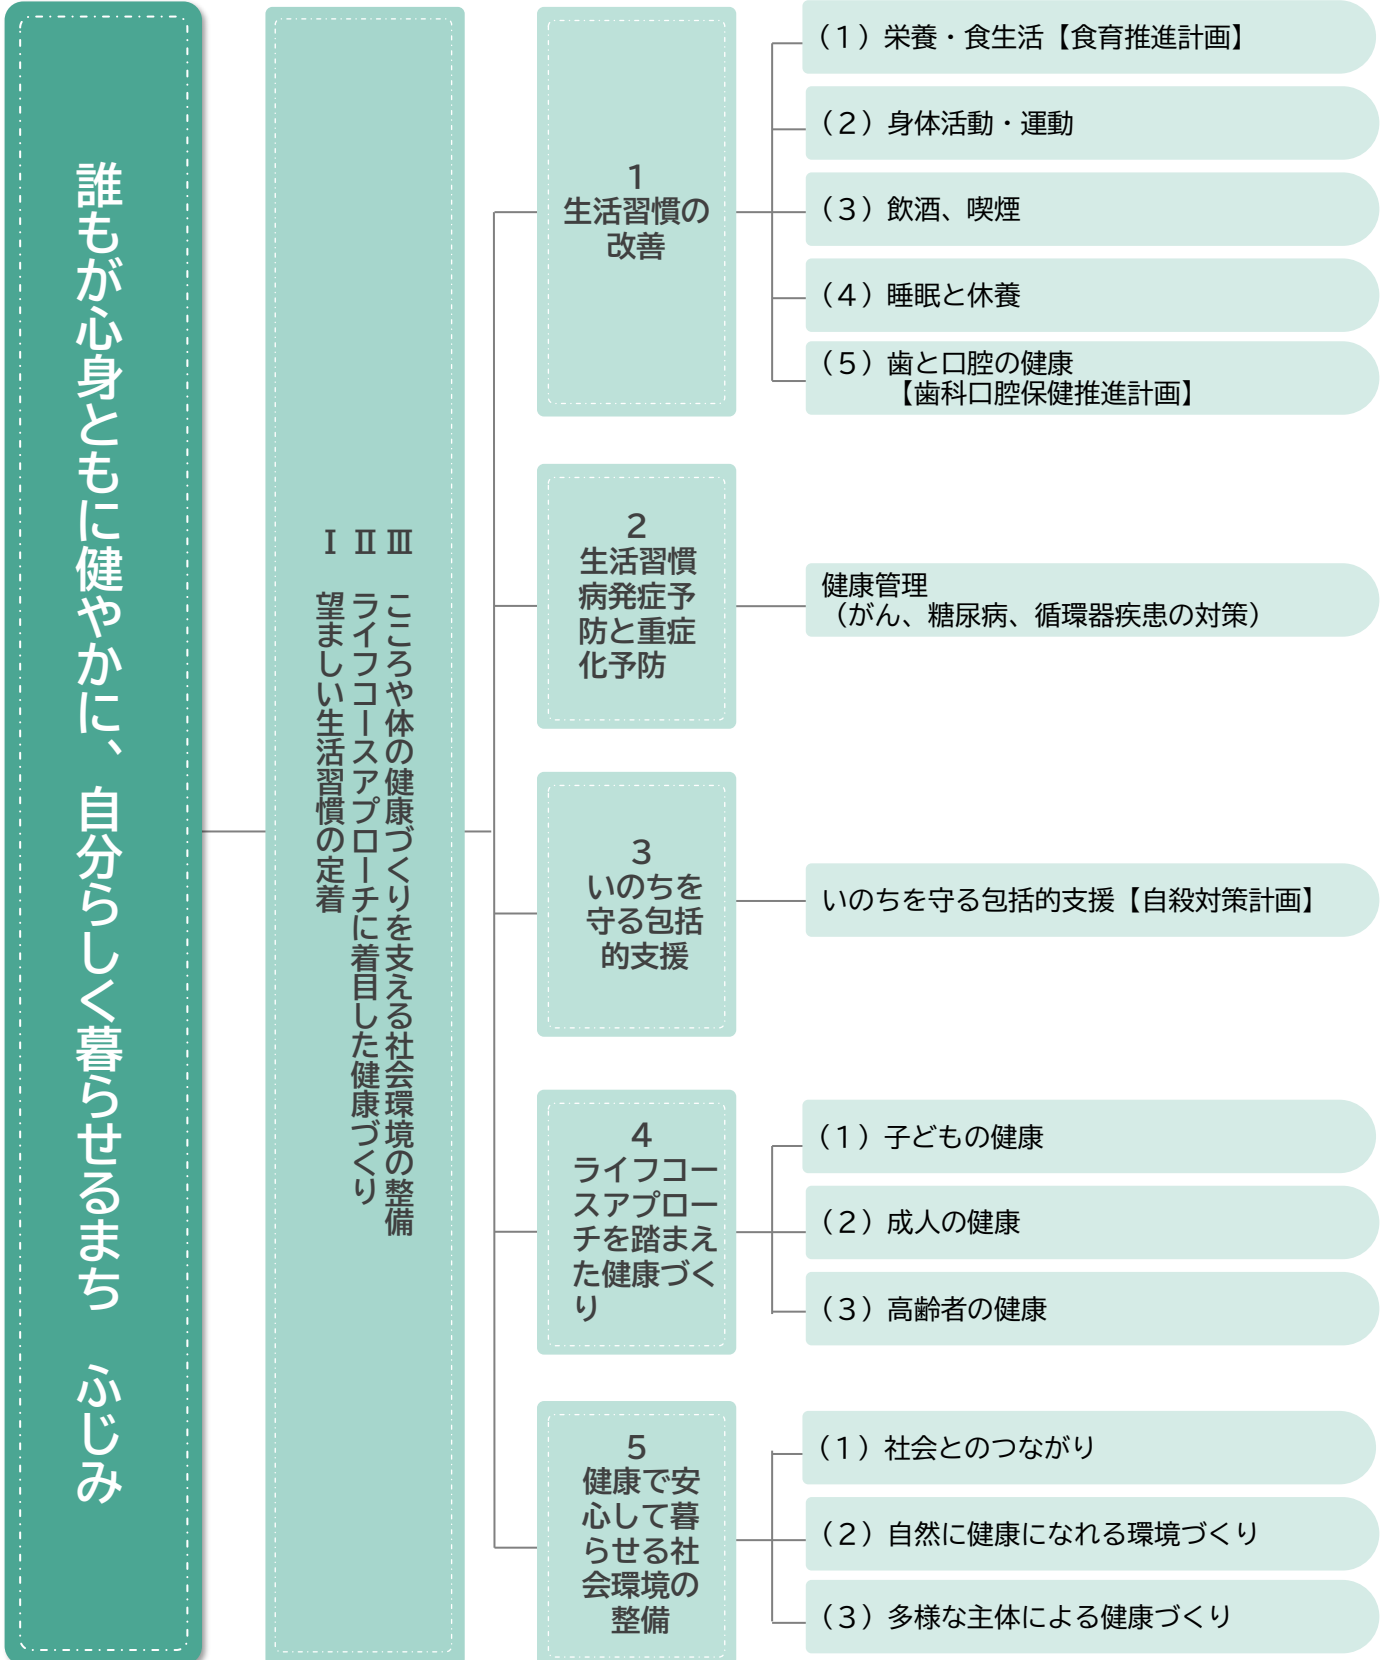 誰もが心身ともに健やかに、自分らしく暮らせるまち　ふじみ
Ⅲ　こころや体の健康づくりを支える社会環境の整備
Ⅱ　ライフコースアプローチに着目した健康づくり
Ⅰ　望ましい生活習慣の定着
1
生活習慣の
改善
（1）栄養・食生活【食育推進計画】
（2）身体活動・運動
（3）飲酒、喫煙
（4）睡眠と休養
（5）歯と口腔の健康
【歯科口腔保健推進計画】
2
生活習慣
病発症予
防と重症
化予防
健康管理
（がん、糖尿病、循環器疾患の対策）
3
いのちを
守る包括
的支援
いのちを守る包括的支援【自殺対策計画】
4
ライフコー
スアプロー
チを踏まえ
た健康づく
り
（1）子どもの健康
（2）成人の健康
（3）高齢者の健康
5
健康で安
心して暮
らせる社
会環境の
整備
（1）社会とのつながり
（2）自然に健康になれる環境づくり
（3）多様な主体による健康づくり